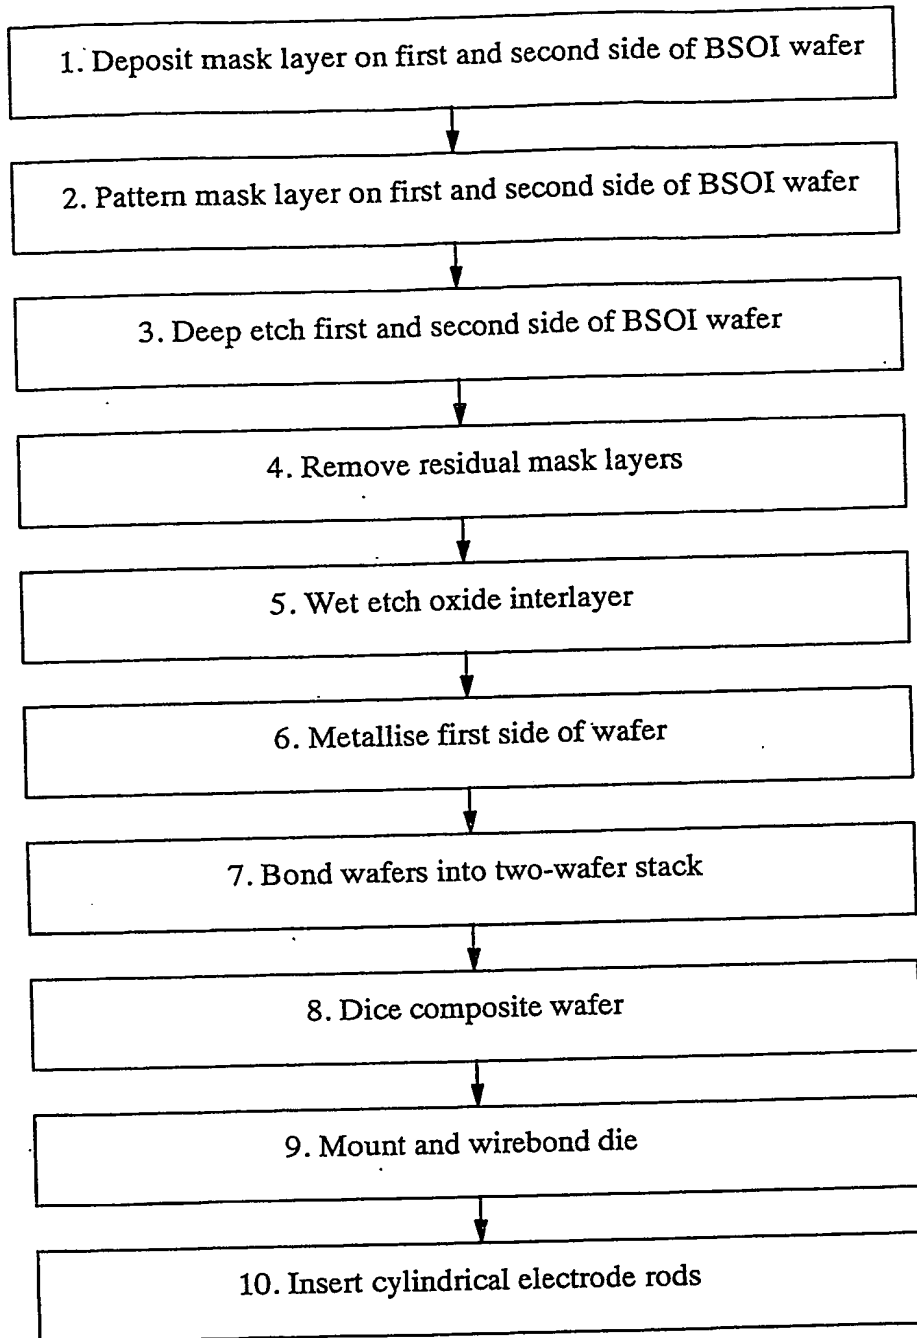 1. Deposit mask layer on first and second side of BSOI wafer
2. Pattern mask layer on first and second side of BSOI wafer
3. Deep etch first and second side of BSOI wafer
4. Remove residual mask layers
5. Wet etch oxide interlayer
6. Metallise first side of wafer
7. Bond wafers into two-wafer stack
8. Dice composite wafer
9. Mount and wirebond die
10. Insert cylindrical electrode rods